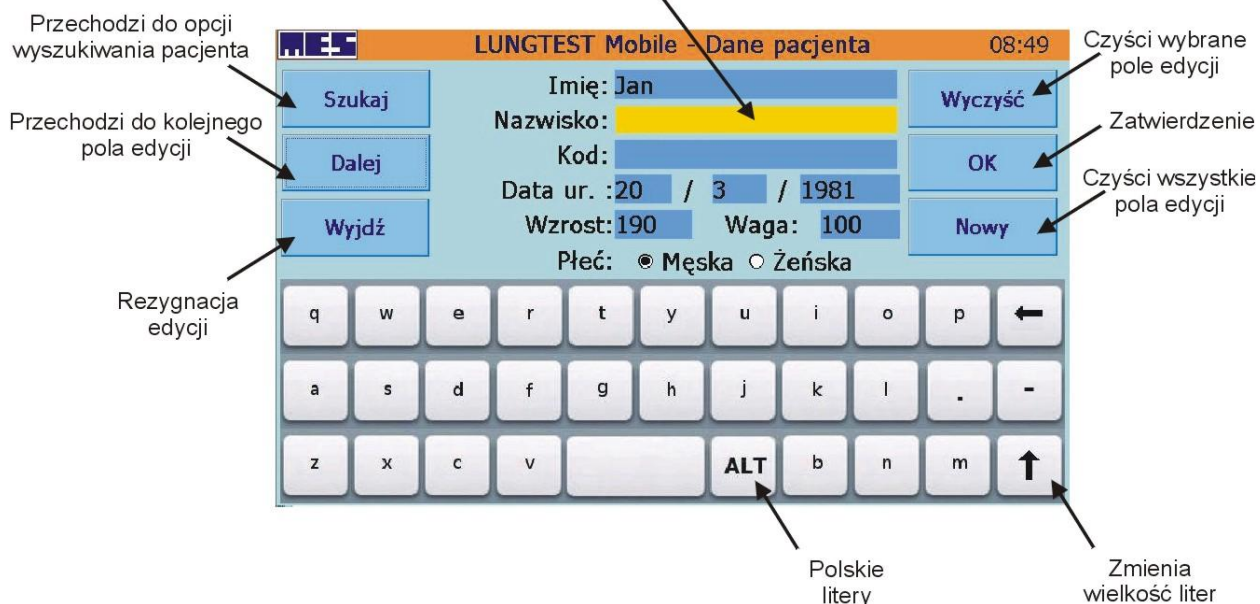 Przechodzi do opcji
wyszukiwania pacjenta
MES
LUNGTEST Mobile - Dane pacjenta
08:49
Czyści wybrane
pole edycji
Szukaj
Imię: Jan
Wyczyść
Przechodzi do kolejnego
pola edycji
Nazwisko:
Zatwierdzenie
Dalej
Kod:
OK
Data ur. : 20 / 3 / 1981
Czyści wszystkie
pola edycji
Wyjdź
Wzrost: 190 Waga: 100
Nowy
Płeć: Męska Żeńska
Rezygnacja
edycji
q w e r t y u i o p ←
a s d f g h j k l . -
z x c v ALT b n m ↑
Polskie
litery
Zmienia
wielkość liter